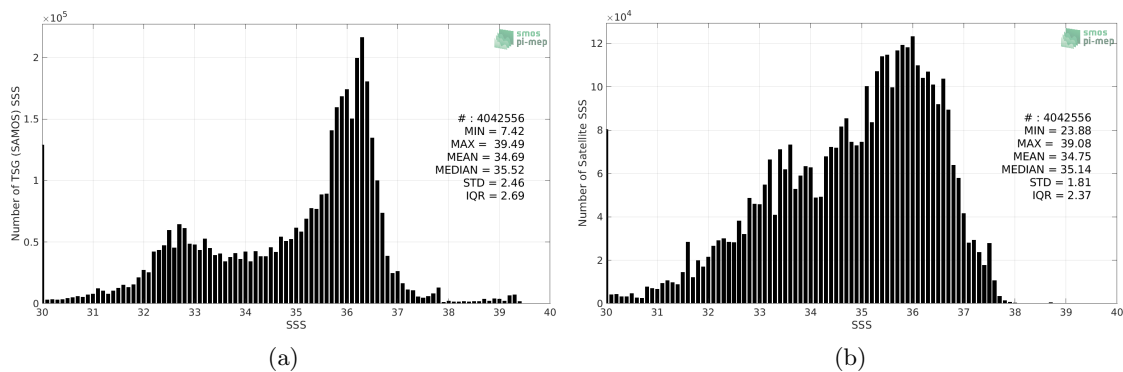 ×10⁵
smos
pi-mep
Number of TSG (SAMOS) SSS
2
1.5
1
0.5
0
# : 4042556
MIN = 7.42
MAX = 39.49
MEAN = 34.69
MEDIAN = 35.52
STD = 2.46
IQR = 2.69
30 31 32 33 34 35 36 37 38 39 40
SSS
(a)
×10⁴
smos
pi-mep
Number of Satellite SSS
12
10
8
6
4
2
0
# : 4042556
MIN = 23.88
MAX = 39.08
MEAN = 34.75
MEDIAN = 35.14
STD = 1.81
IQR = 2.37
30 31 32 33 34 35 36 37 38 39 40
SSS
(b)